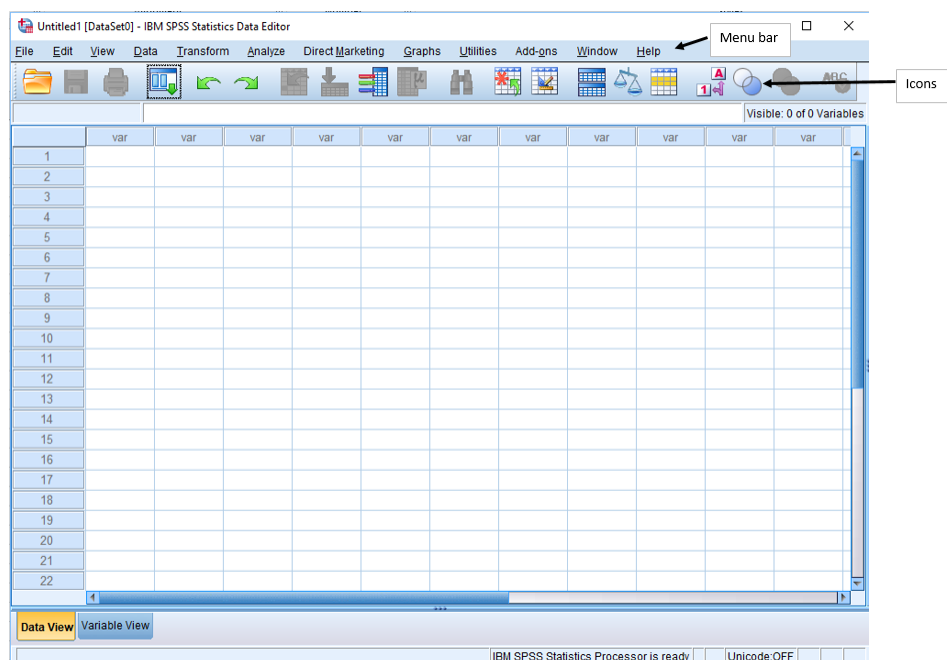 Untitled1 [DataSet0] - IBM SPSS Statistics Data Editor
File Edit View Data Transform Analyze Direct Marketing Graphs Utilities Add-ons Window Help
Menu bar
A
1
ABC
Icons
Visible: 0 of 0 Variables
var var var var var var var var var var var
1
2
3
4
5
6
7
8
9
10
11
12
13
14
15
16
17
18
19
20
21
22
Data View Variable View
IBM SPSS Statistics Processor is ready Unicode:OFF